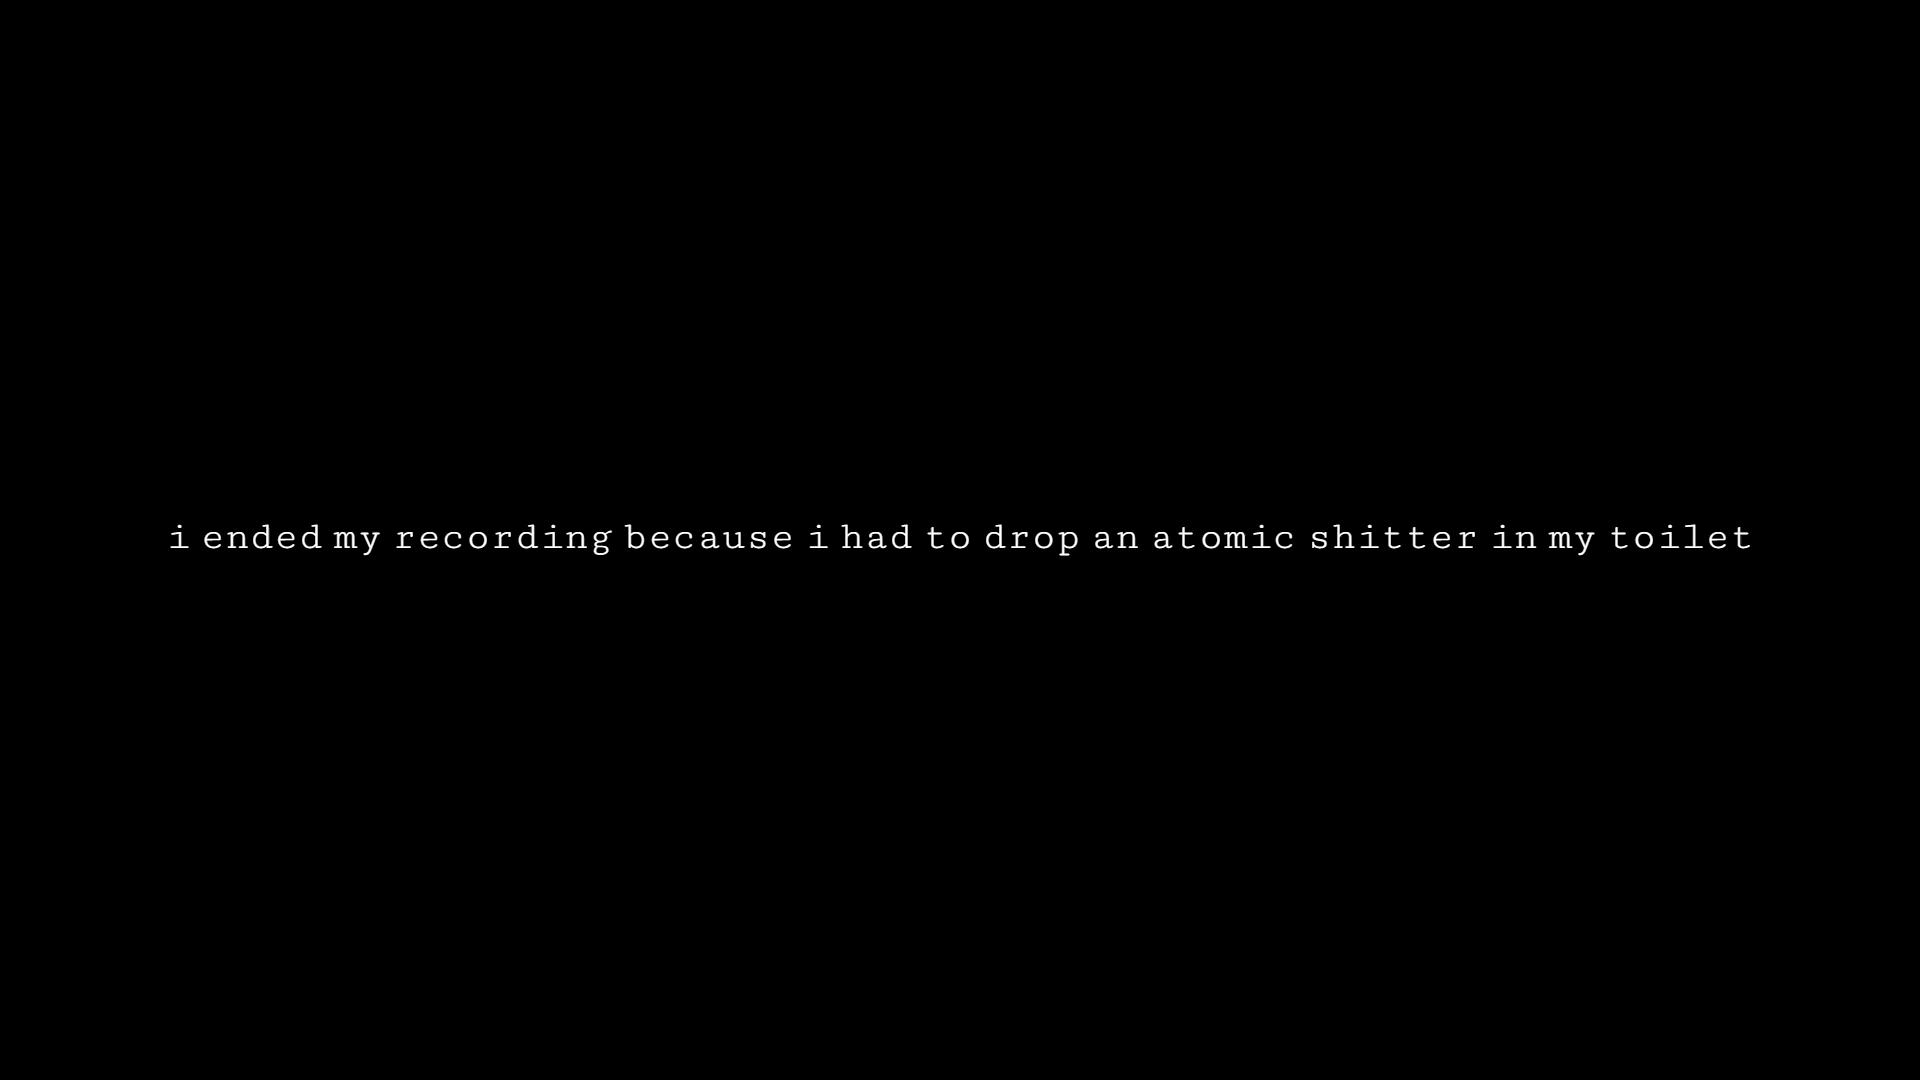 i ended my recording because i had to drop an atomic shitter in my toilet